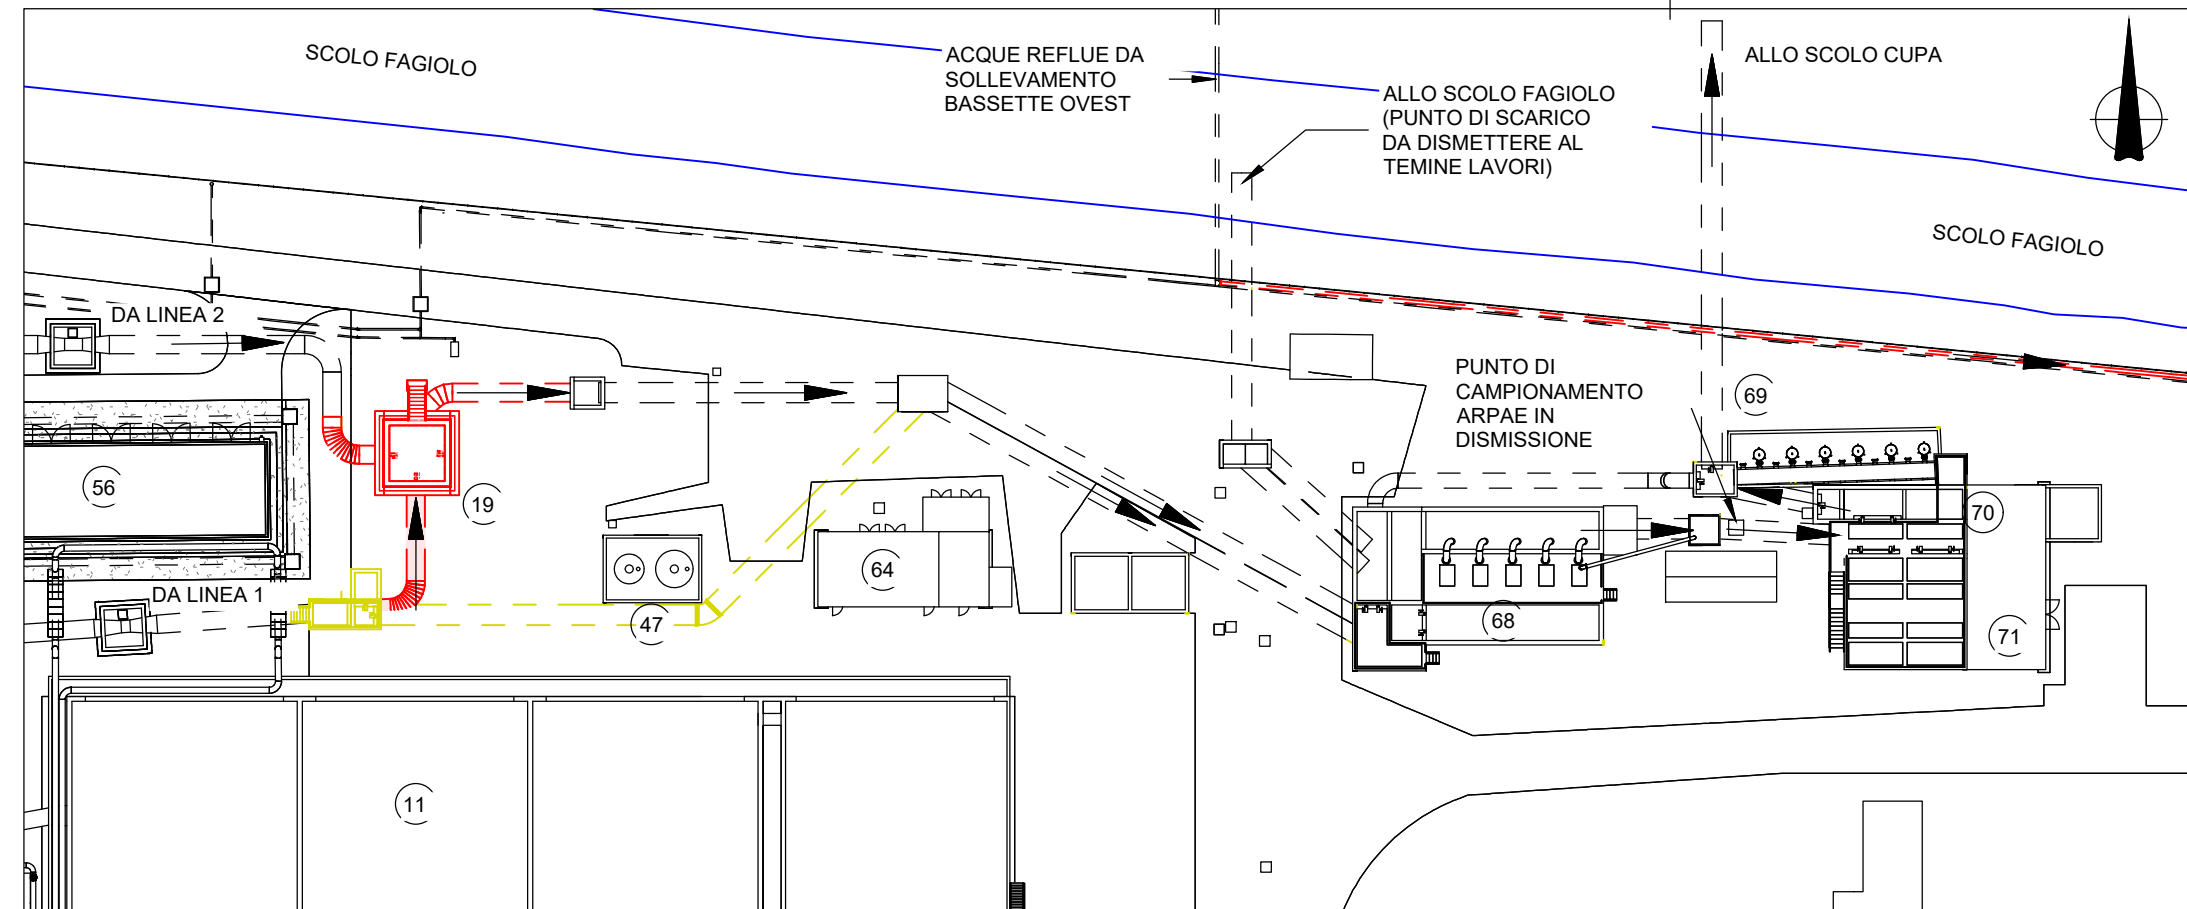 SCOLO FAGIOLO
ACQUE REFLUE DA
SOLLEVAMENTO
BASSETTE OVEST
ALLO SCOLO FAGIOLO
(PUNTO DI SCARICO
DA DISMETTERE AL
TEMINE LAVORI)
ALLO SCOLO CUPA
SCOLO FAGIOLO
DA LINEA 2
PUNTO DI
CAMPIONAMENTO
ARPAE IN
DISMISSIONE
69
56
19
70
64
DA LINEA 1
47
68
71
11